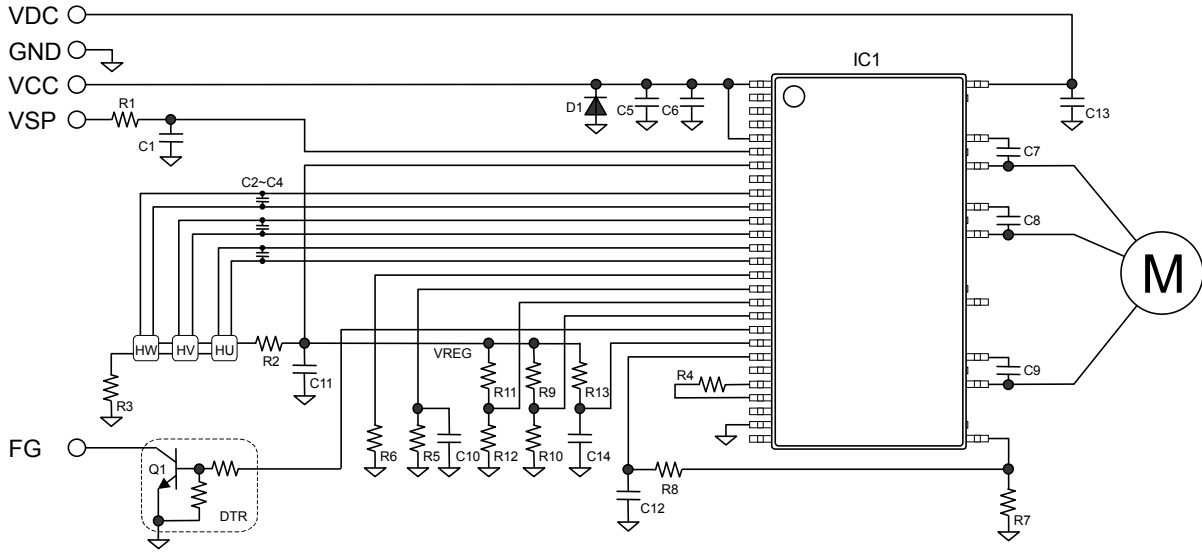 VDC
GND
VCC
VSP
R1
C1
D1
C5
C6
IC1
C13
C7
C8
C9
M
C2~C4
HW
HV
HU
R2
C11
VREG
R11
R9
R13
R4
R3
R6
R5
C10
R12
R10
C14
FG
Q1
DTR
R8
C12
R7